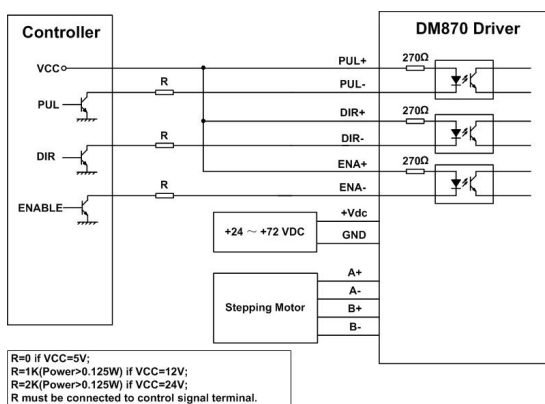 Controller
DM870 Driver
VCC
PUL+
270Ω
PUL
R
PUL-
DIR+
270Ω
DIR
R
DIR-
ENA+
270Ω
ENABLE
R
ENA-
+24 ~ +72 VDC
+Vdc
GND
Stepping Motor
A+
A-
B+
B-
R=0 if VCC=5V;
R=1K(Power>0.125W) if VCC=12V;
R=2K(Power>0.125W) if VCC=24V;
R must be connected to control signal terminal.